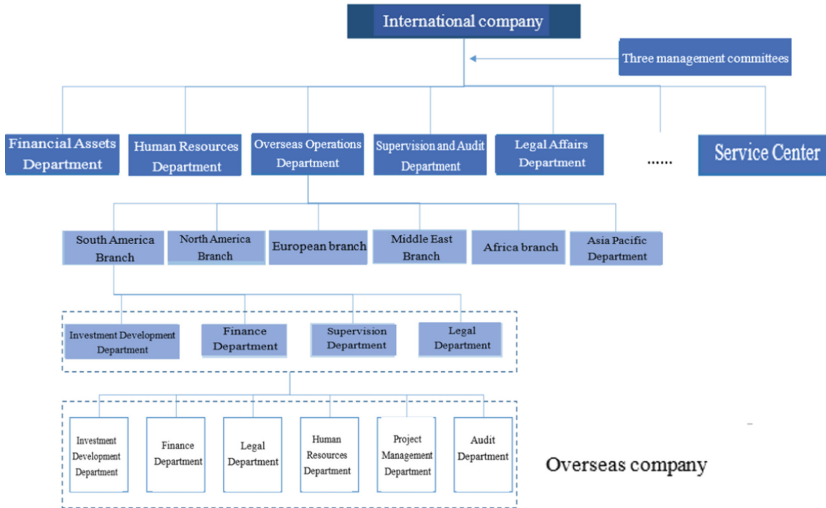 International company
Three management committees
Financial Assets
Department
Human Resources
Department
Overseas Operations
Department
Supervision and Audit
Department
Legal Affairs
Department
......
Service Center
South America
Branch
North America
Branch
European branch
Middle East
Branch
Africa branch
Asia Pacific
Department
Investment Development
Department
Finance
Department
Supervision
Department
Legal
Department
Investment
Development
Department
Finance
Department
Legal
Department
Human
Resources
Department
Project
Management
Department
Audit
Department
Overseas company